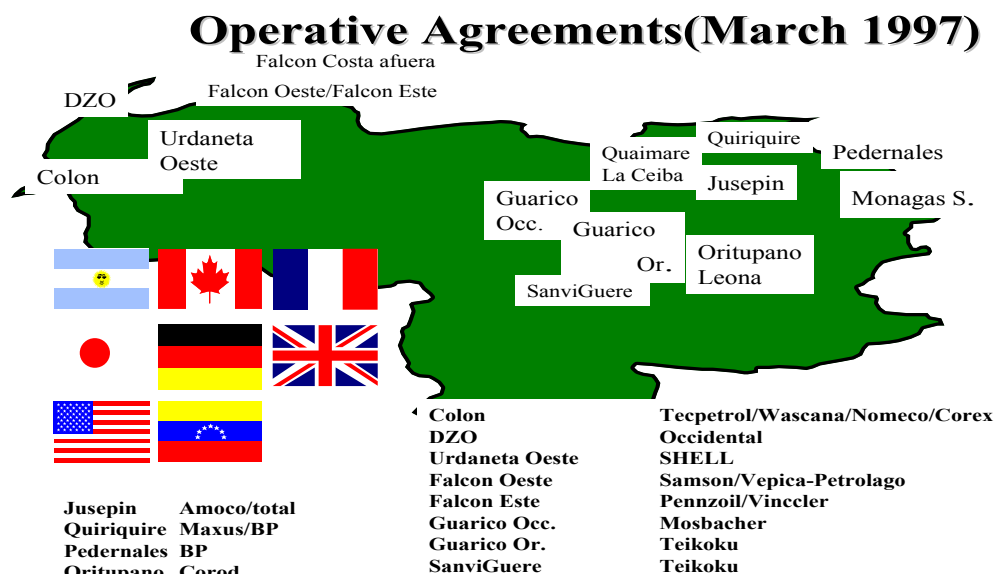 Operative Agreements(March 1997)
Falcon Costa afuera
DZO
Falcon Oeste/Falcon Este
Urdaneta
Oeste
Colon
Quiriquire
Quaimare
La Ceiba
Pedernales
Jusepin
Guarico
Occ.
Monagas S.
Guarico
Or.
Oritupano
Leona
SanviGuere
Colon Tecpetrol/Wascana/Nomeco/Corex
DZO Occidental
Urdaneta Oeste SHELL
Falcon Oeste Samson/Vepica-Petrolago
Falcon Este Pennzoil/Vinccler
Guarico Occ. Mosbacher
Guarico Or. Teikoku
SanviGuere Teikoku
Jusepin Amoco/total
Quiriquire Maxus/BP
Pedernales BP
Oritupano Corod